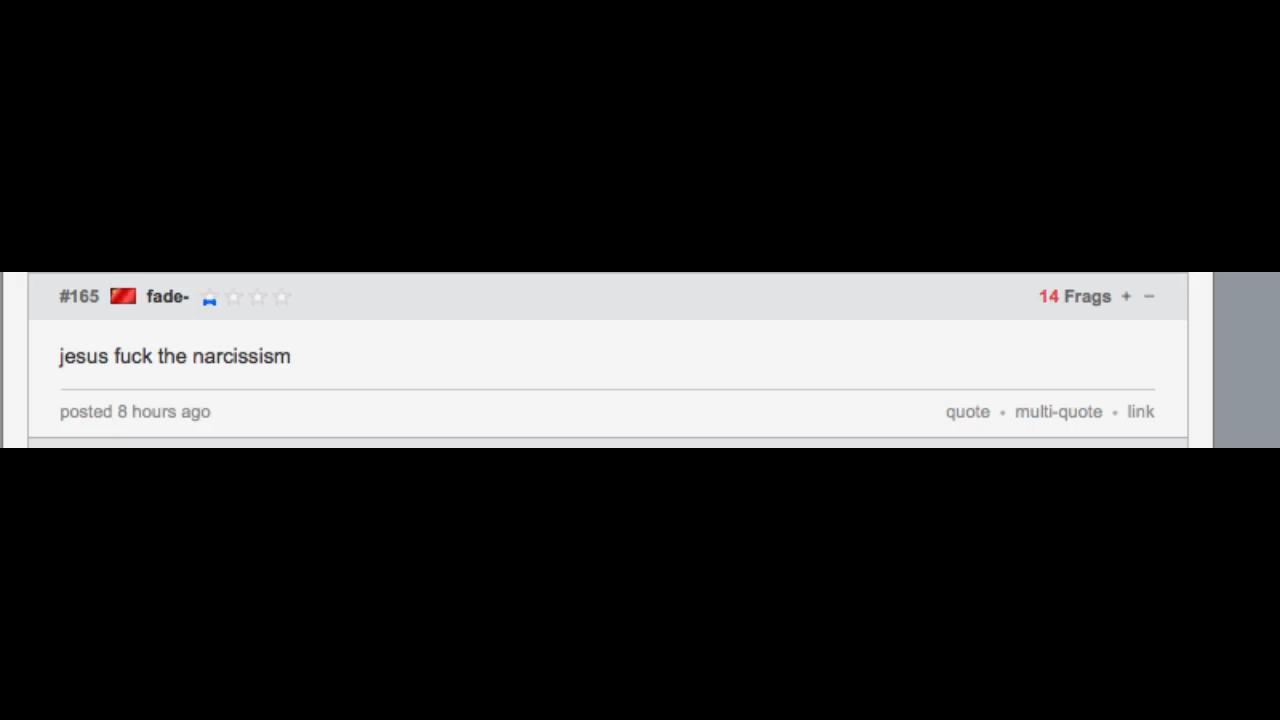 #165 fade- 14 Frags + −
jesus fuck the narcissism
posted 8 hours ago quote • multi-quote • link